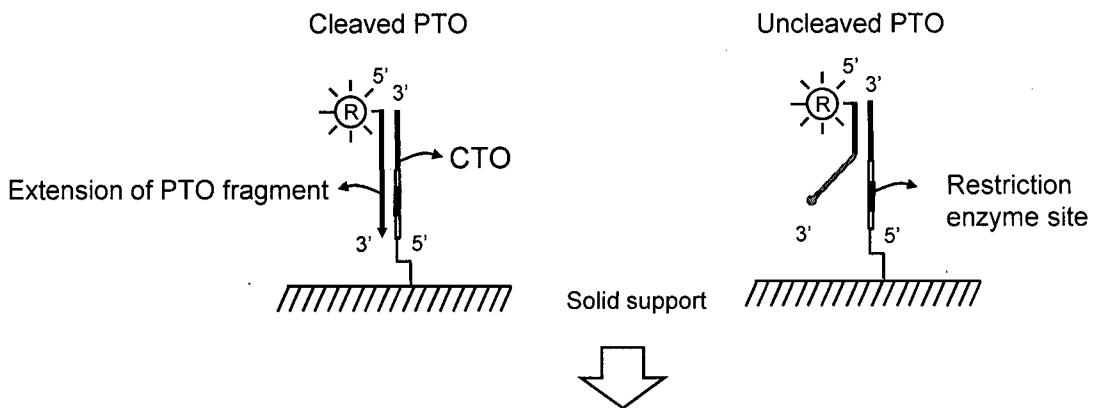 Cleaved PTO
Uncleaved PTO
5'
3'
R
CTO
Extension of PTO fragment
3'
5'
5'
3'
R
Restriction
enzyme site
3'
5'
Solid support